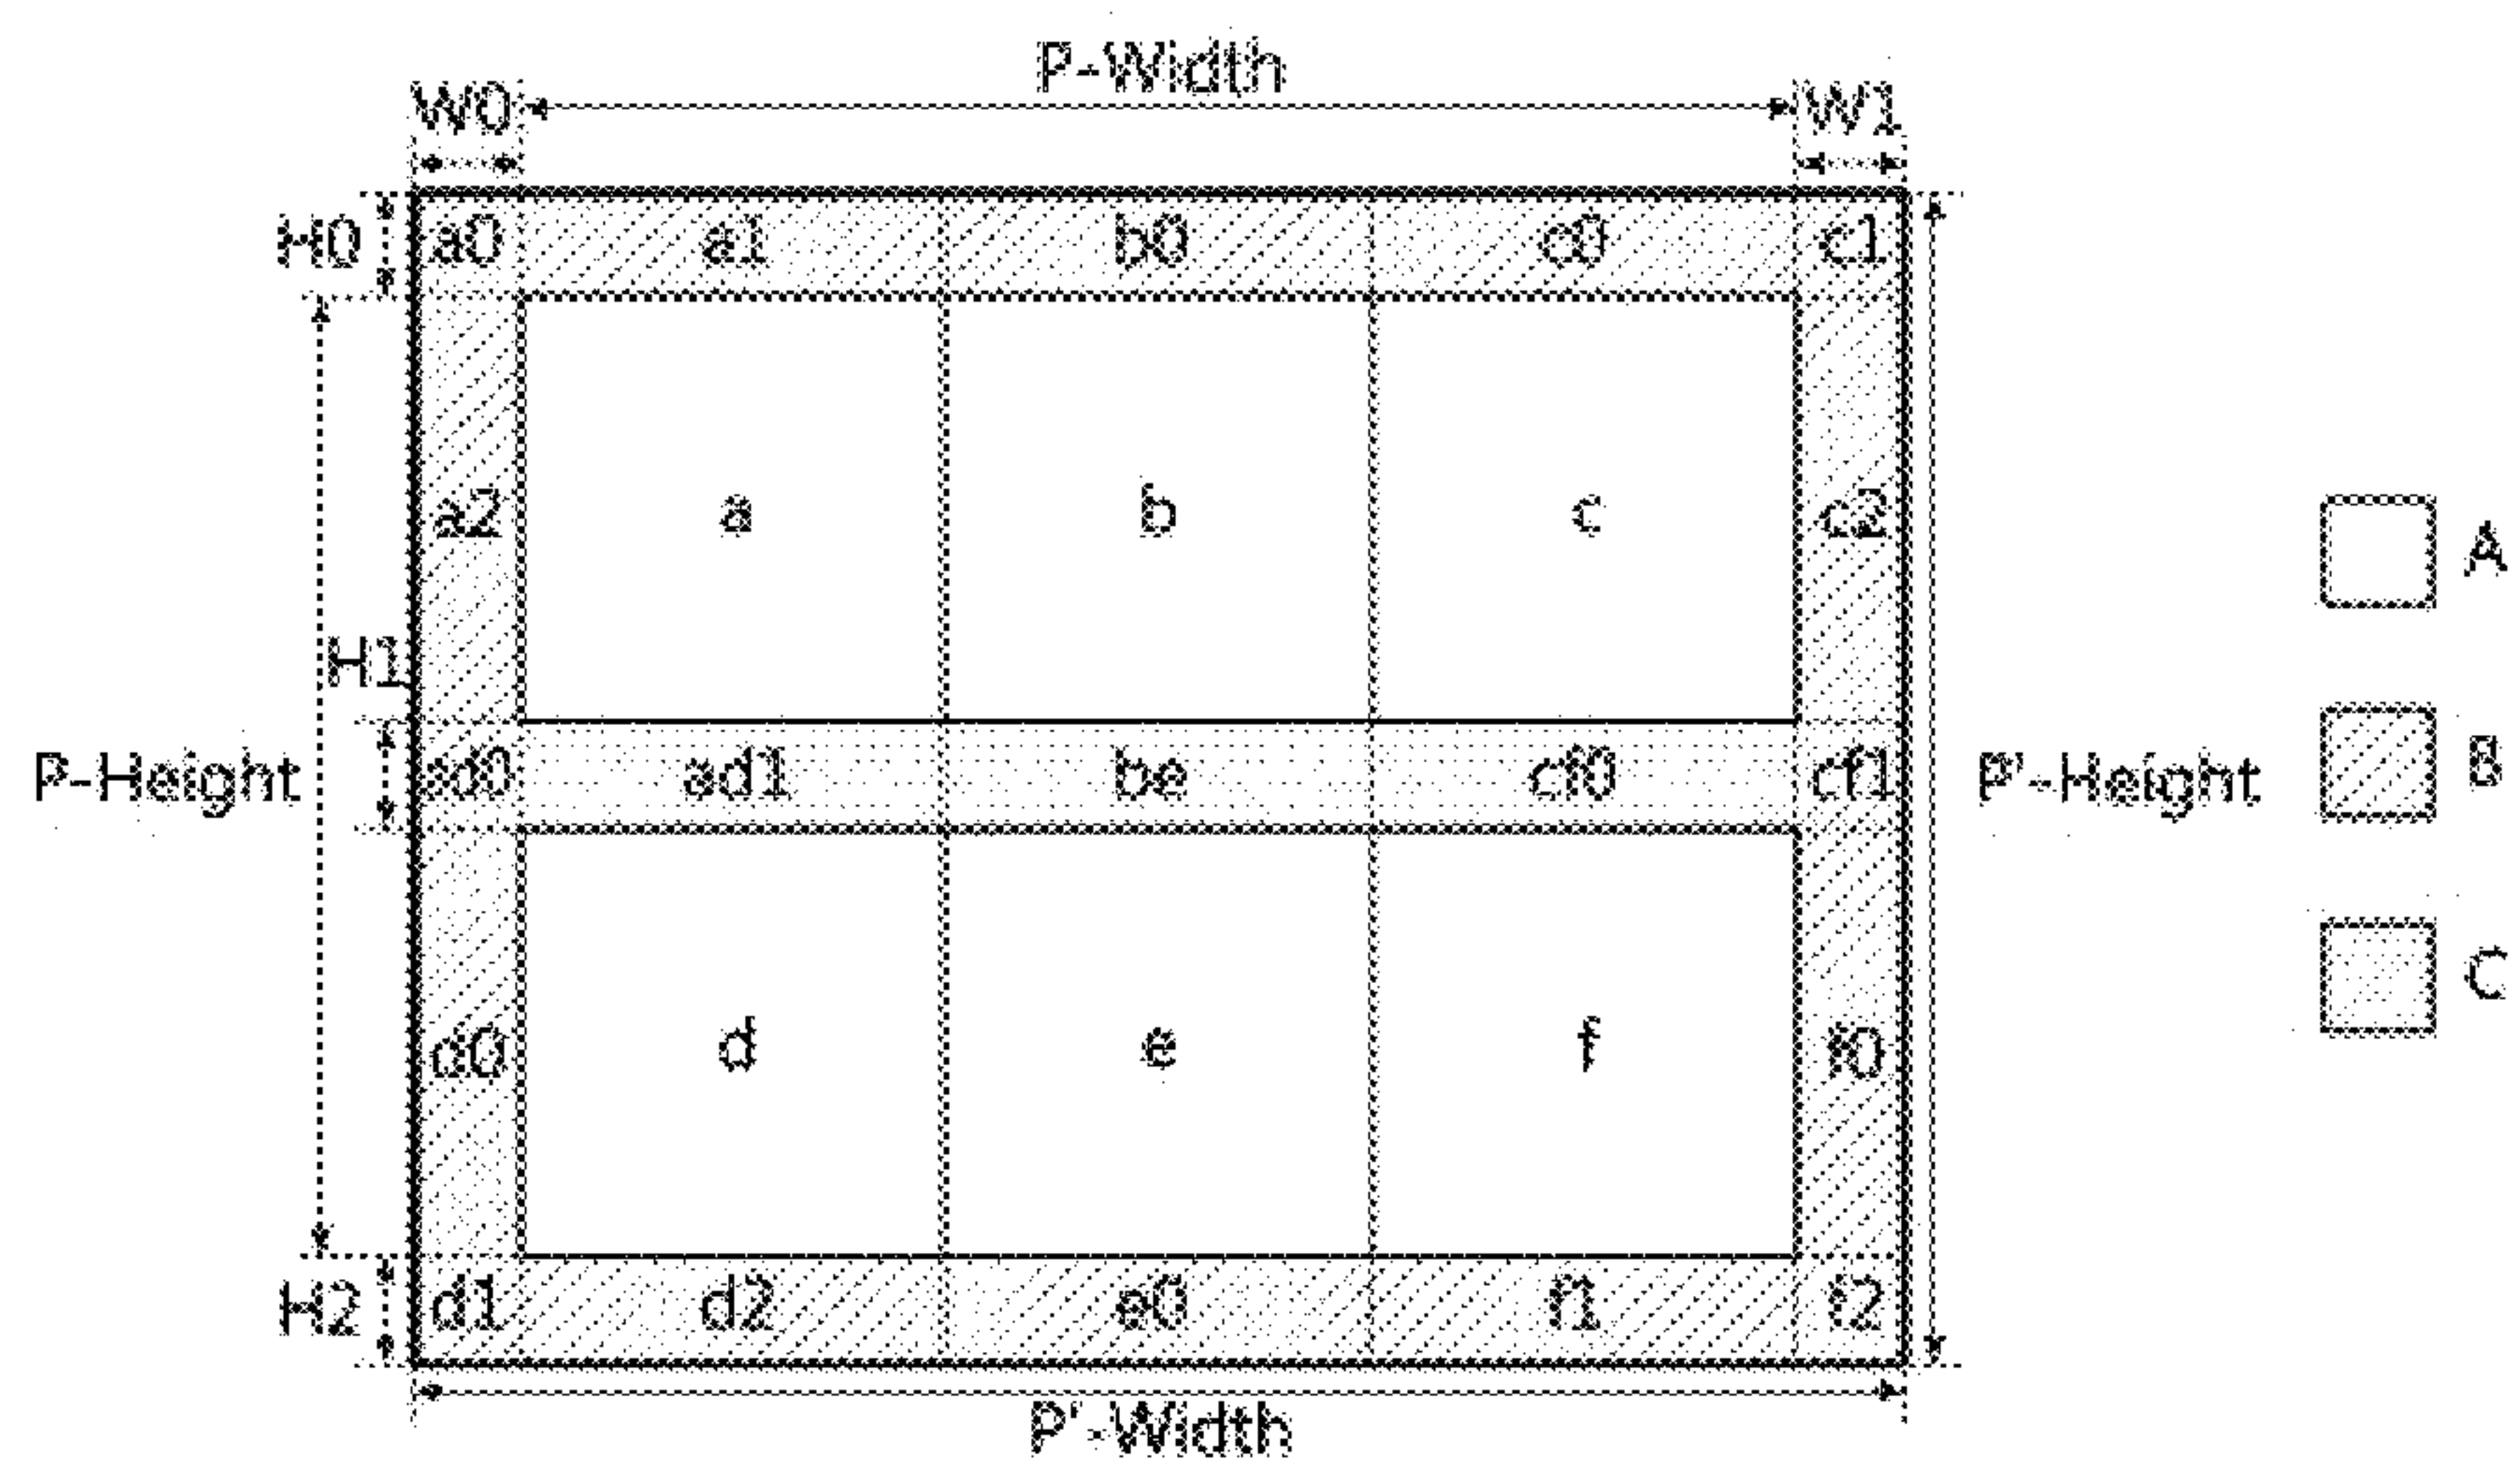 P-Width
W0
W1
H0
a0 a1 b0 c0 c1
a2 a b c c2
A
H1
P-Height
ad0 ad1 be cf0 cf1
P'-Height
B
C
d0 d e f f0
H2
d1 d2 e0 f1 f2
P'-Width